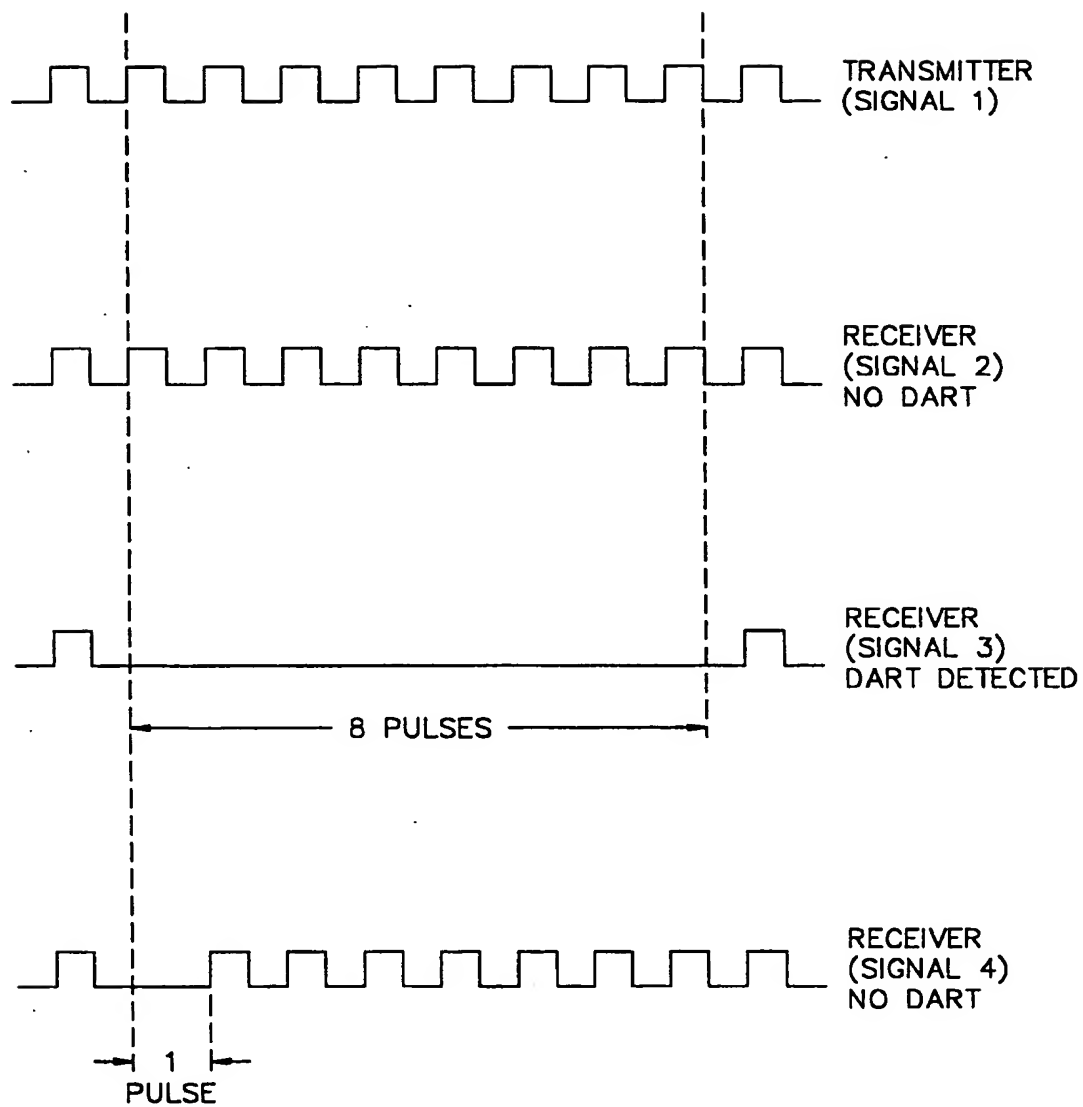 TRANSMITTER
(SIGNAL 1)
RECEIVER
(SIGNAL 2)
NO DART
RECEIVER
(SIGNAL 3)
DART DETECTED
8 PULSES
RECEIVER
(SIGNAL 4)
NO DART
1
PULSE